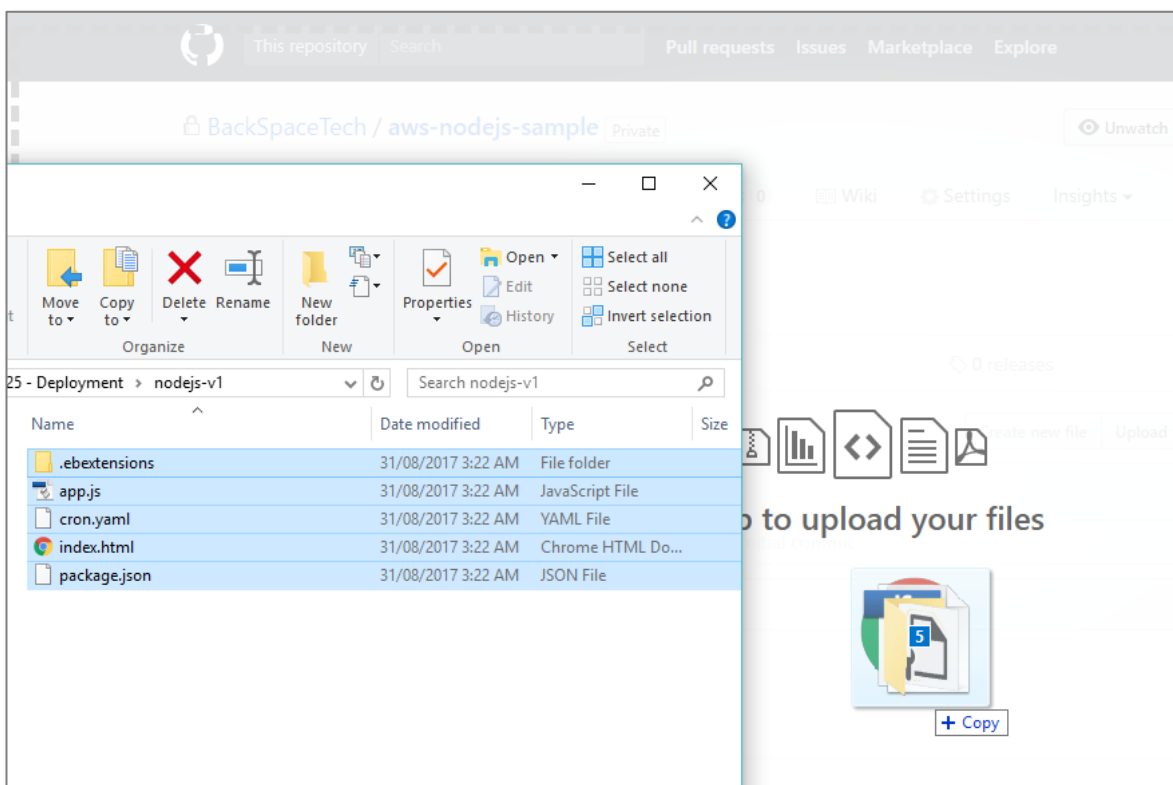 This repository Search Pull requests Issues Marketplace Explore
BackSpaceTech / aws-nodejs-sample Private
Unwatch
0 Wiki Settings Insights
Move to
Copy to
Delete
Rename
New folder
Properties
Open
Edit
History
Select all
Select none
Invert selection
Organize New Open Select
25 - Deployment › nodejs-v1 Search nodejs-v1
0 releases
Name Date modified Type Size
Create new file Upload
.ebextensions 31/08/2017 3:22 AM File folder
app.js 31/08/2017 3:22 AM JavaScript File
cron.yaml 31/08/2017 3:22 AM YAML File
index.html 31/08/2017 3:22 AM Chrome HTML Do...
package.json 31/08/2017 3:22 AM JSON File
to upload your files
5
+ Copy